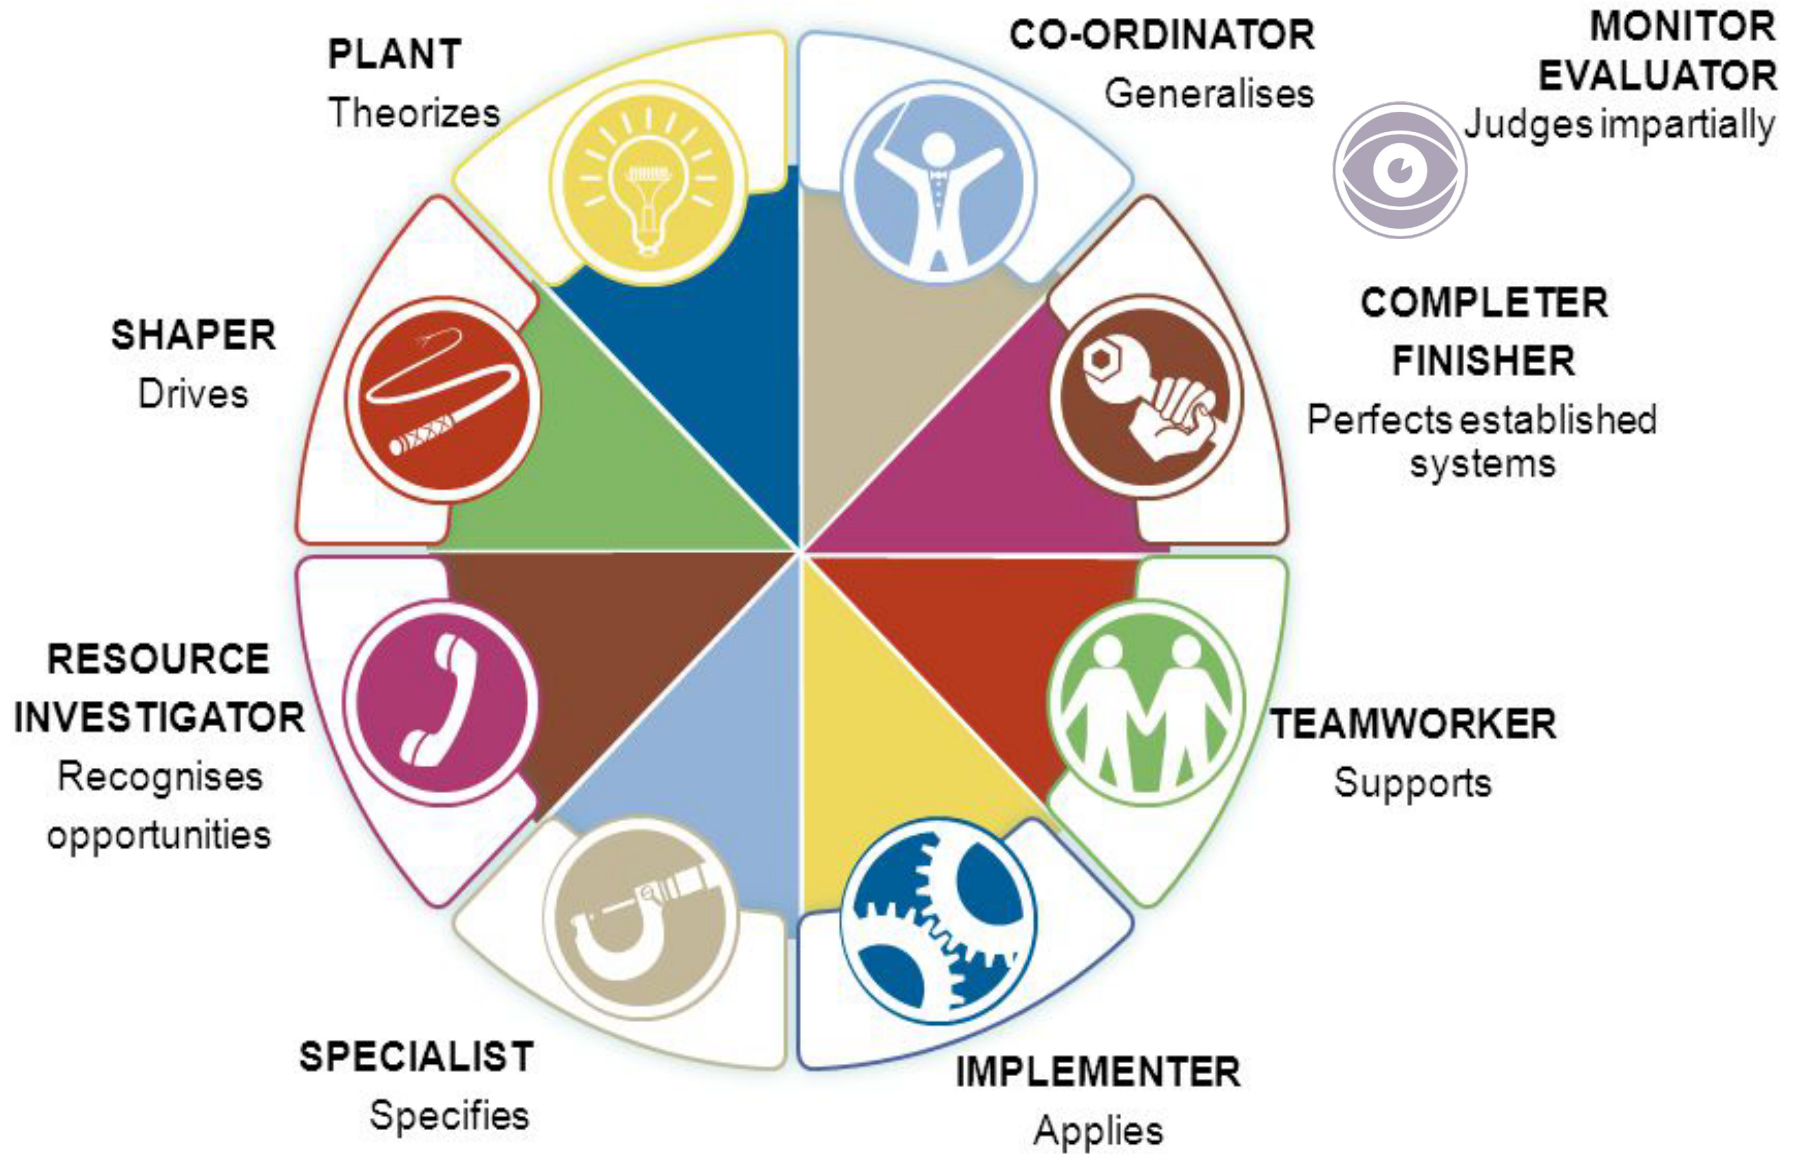 PLANT
Theorizes
CO-ORDINATOR
Generalises
MONITOR
EVALUATOR
Judges impartially
SHAPER
Drives
COMPLETER
FINISHER
Perfects established
systems
RESOURCE
INVESTIGATOR
Recognises
opportunities
TEAMWORKER
Supports
SPECIALIST
Specifies
IMPLEMENTER
Applies